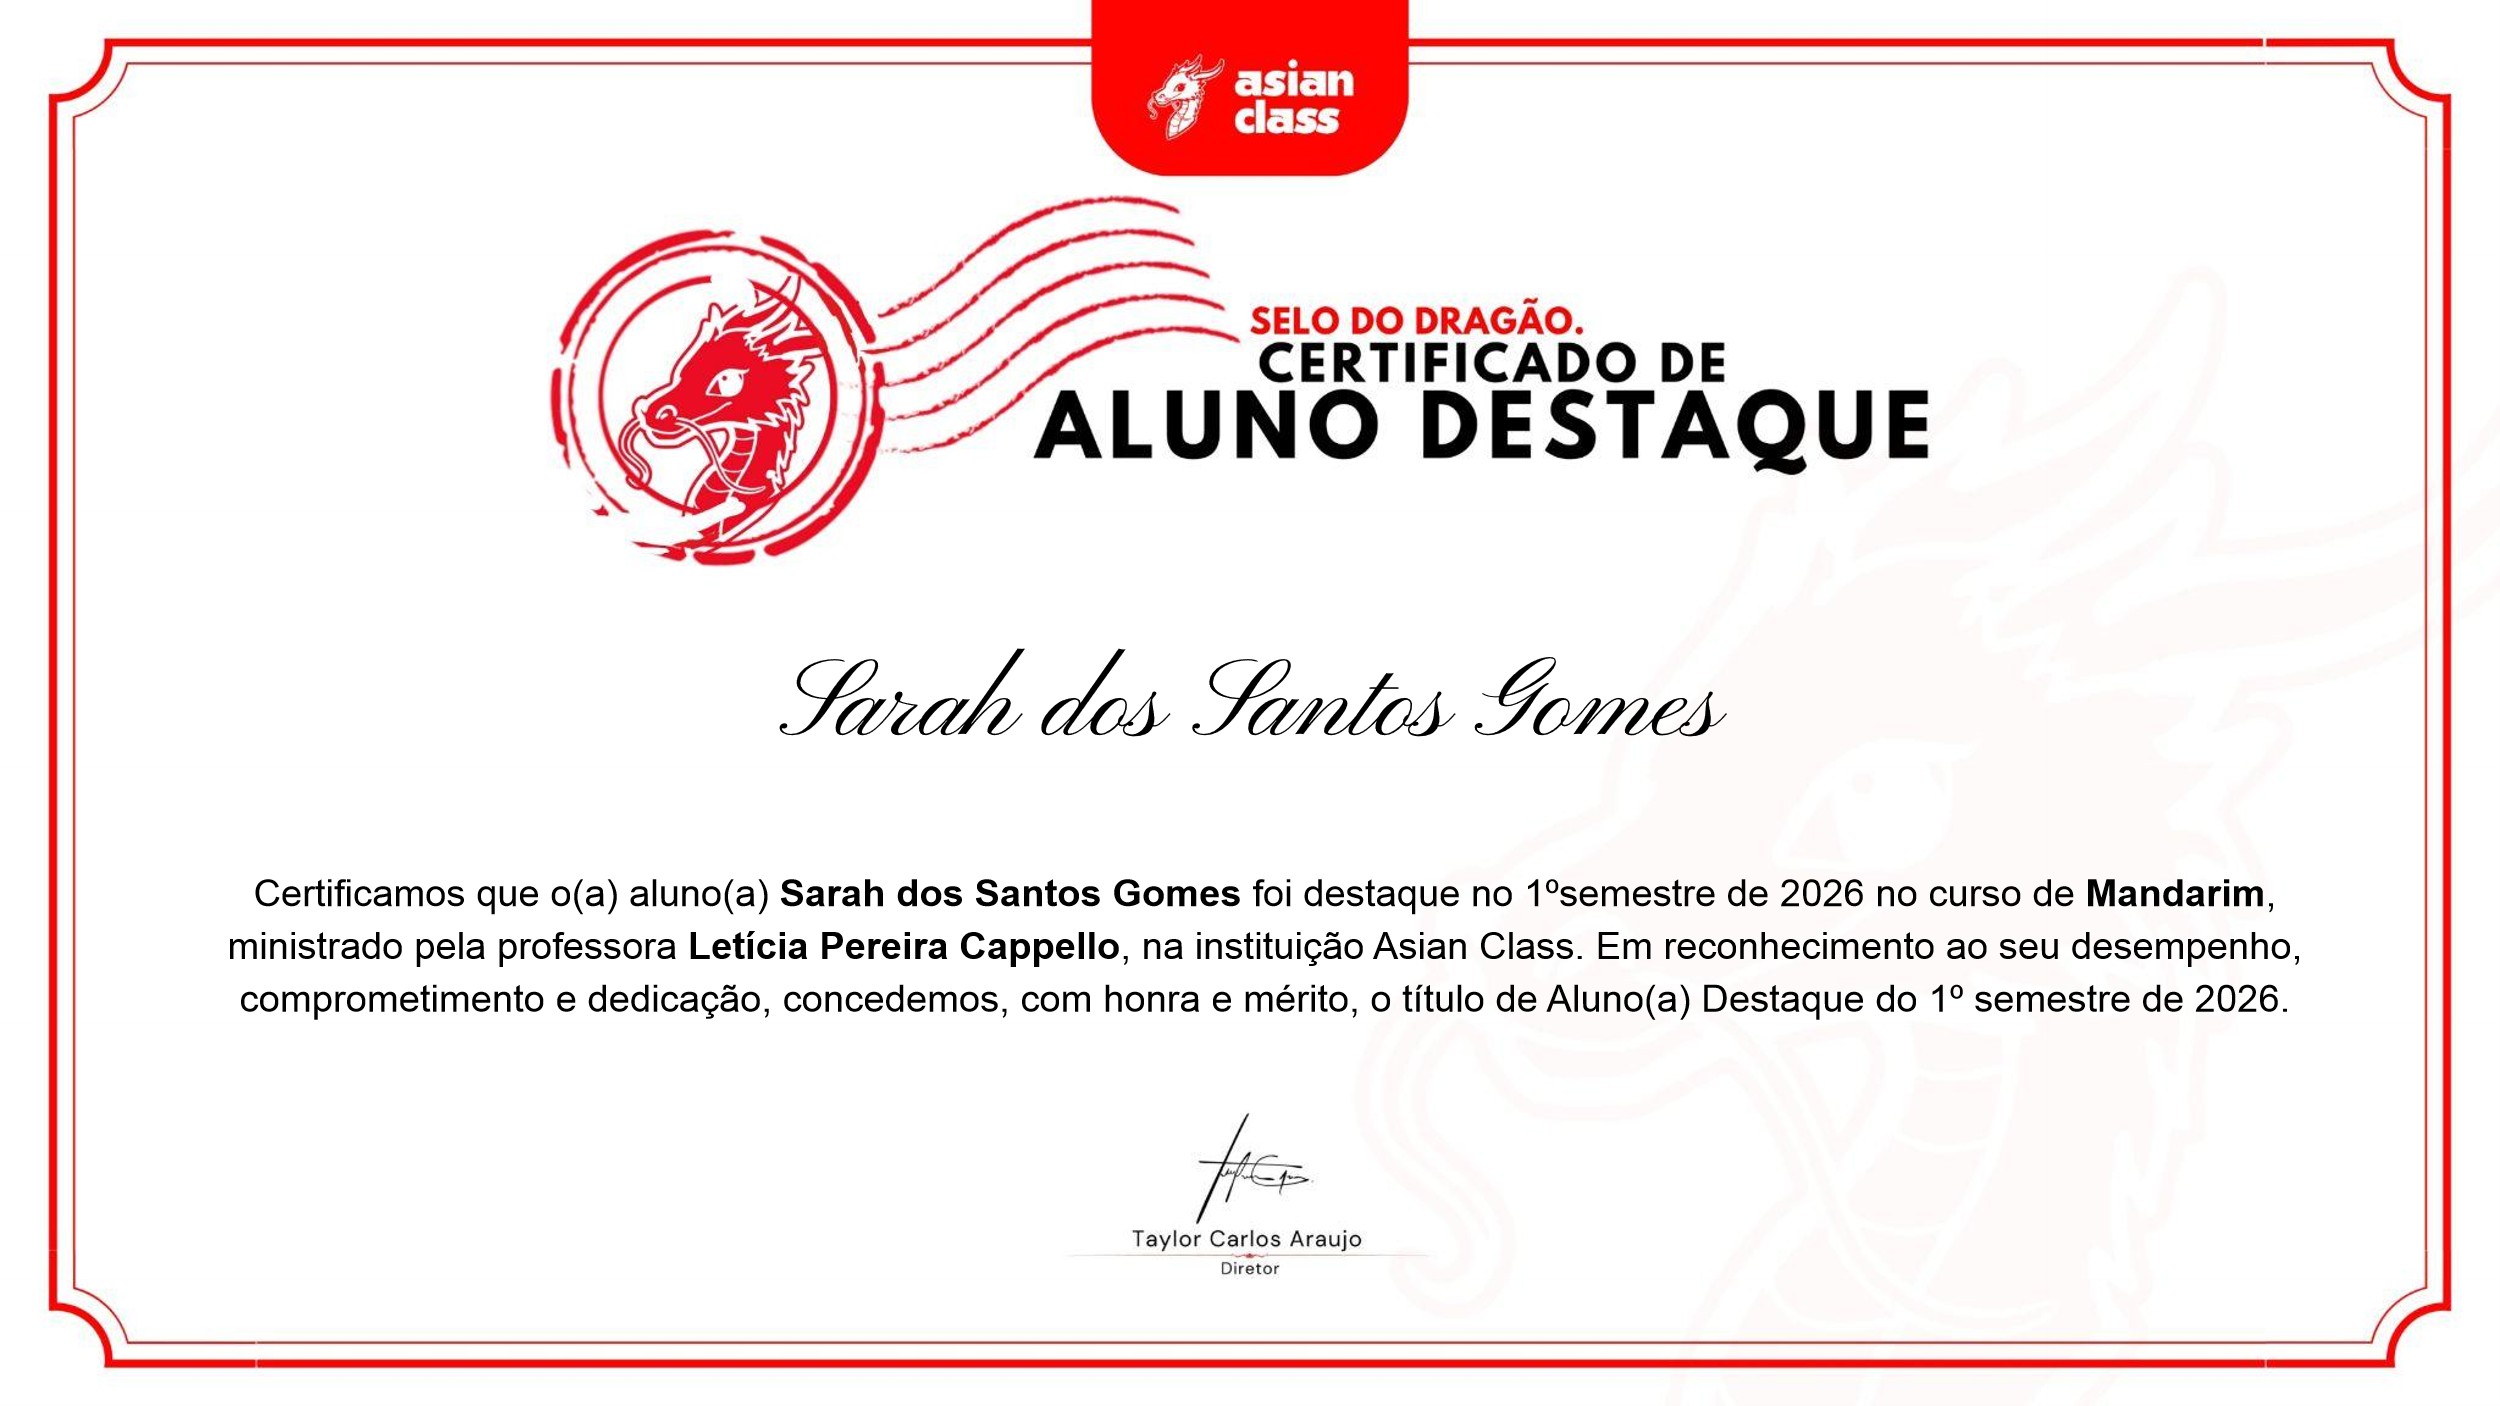 asian
class
SELO DO DRAGÃO.
CERTIFICADO DE
ALUNO DESTAQUE
Sarah dos Santos Gomes
Certificamos que o(a) aluno(a) Sarah dos Santos Gomes foi destaque no 1ºsemestre de 2026 no curso de Mandarim,
ministrado pela professora Letícia Pereira Cappello, na instituição Asian Class. Em reconhecimento ao seu desempenho,
comprometimento e dedicação, concedemos, com honra e mérito, o título de Aluno(a) Destaque do 1º semestre de 2026.
Taylor Carlos Araujo
Diretor